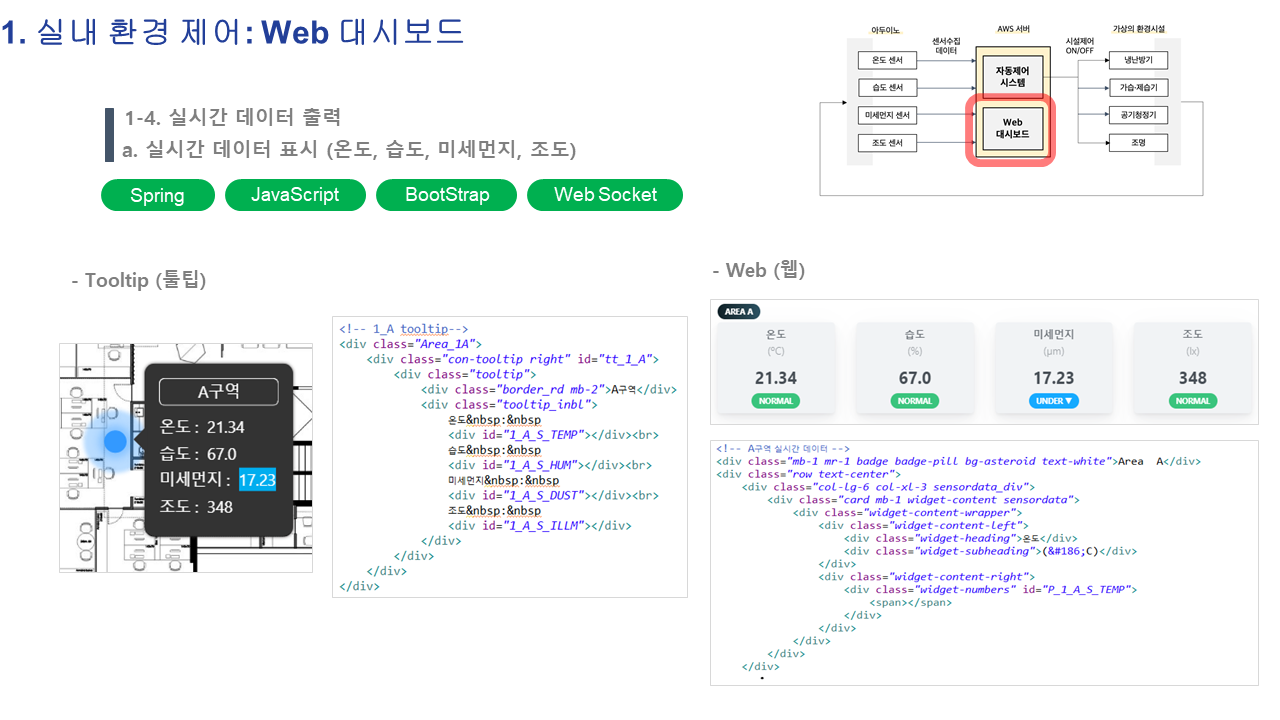 1. 실내 환경 제어: Web 대시보드
아두이노
센서수집
데이터
AWS 서버
시설제어
ON/OFF
가상의 환경시설
온도 센서
습도 센서
미세먼지 센서
조도 센서
자동제어
시스템
Web
대시보드
냉난방기
가습·제습기
공기청정기
조명
1-4. 실시간 데이터 출력
a. 실시간 데이터 표시 (온도, 습도, 미세먼지, 조도)
Spring
JavaScript
BootStrap
Web Socket
- Tooltip (툴팁)
A구역
온도 : 21.34
습도 : 67.0
미세먼지 : 17.23
조도 : 348
<!-- 1_A tooltip-->
<div class="Area_1A">
<div class="con-tooltip right" id="tt_1_A">
<div class="tooltip">
<div class="border_rd mb-2">A구역</div>
<div class="tooltip_inbl">
온도&nbsp:&nbsp
<div id="1_A_S_TEMP"></div><br>
습도&nbsp:&nbsp
<div id="1_A_S_HUM"></div><br>
미세먼지&nbsp:&nbsp
<div id="1_A_S_DUST"></div><br>
조도&nbsp:&nbsp
<div id="1_A_S_ILLM"></div>
</div>
</div>
</div>
</div>
- Web (웹)
AREA A
온도
(℃)
21.34
NORMAL
습도
(%)
67.0
NORMAL
미세먼지
(μm)
17.23
UNDER ▼
조도
(lx)
348
NORMAL
<!-- A구역 실시간 데이터 -->
<div class="mb-1 mr-1 badge badge-pill bg-asteroid text-white">Area  A</div>
<div class="row text-center">
<div class="col-lg-6 col-xl-3 sensordata_div">
<div class="card mb-1 widget-content sensordata">
<div class="widget-content-wrapper">
<div class="widget-content-left">
<div class="widget-heading">온도</div>
<div class="widget-subheading">(&#186;C)</div>
</div>
<div class="widget-content-right">
<div class="widget-numbers" id="P_1_A_S_TEMP">
<span></span>
</div>
</div>
</div>
</div>
</div>